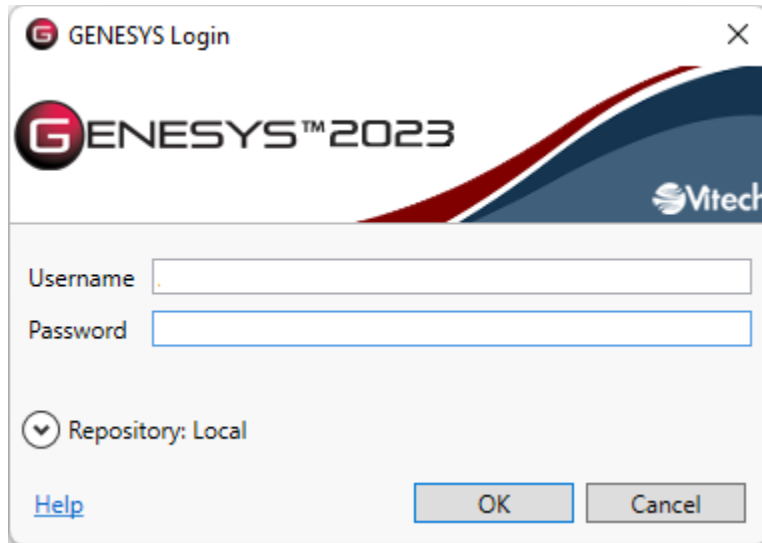 GENESYS Login
GENESYS™2023
Vitech
Username
Password
Repository: Local
Help
OK
Cancel